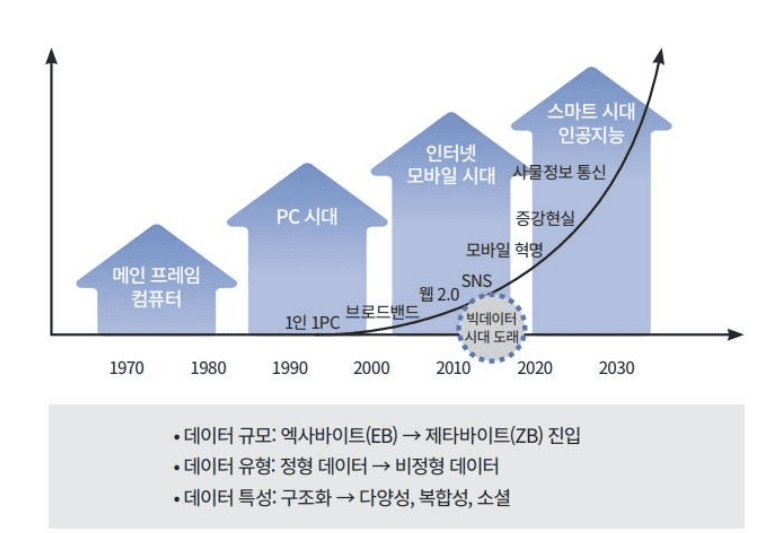 스마트 시대
인공지능
인터넷
모바일 시대
사물정보 통신
PC 시대
증강현실
모바일 혁명
메인 프레임
컴퓨터
SNS
웹 2.0
브로드밴드
1인 1PC
빅데이터
시대 도래
1970 1980 1990 2000 2010 2020 2030
• 데이터 규모: 엑사바이트(EB) → 제타바이트(ZB) 진입
• 데이터 유형: 정형 데이터 → 비정형 데이터
• 데이터 특성: 구조화 → 다양성, 복합성, 소셜